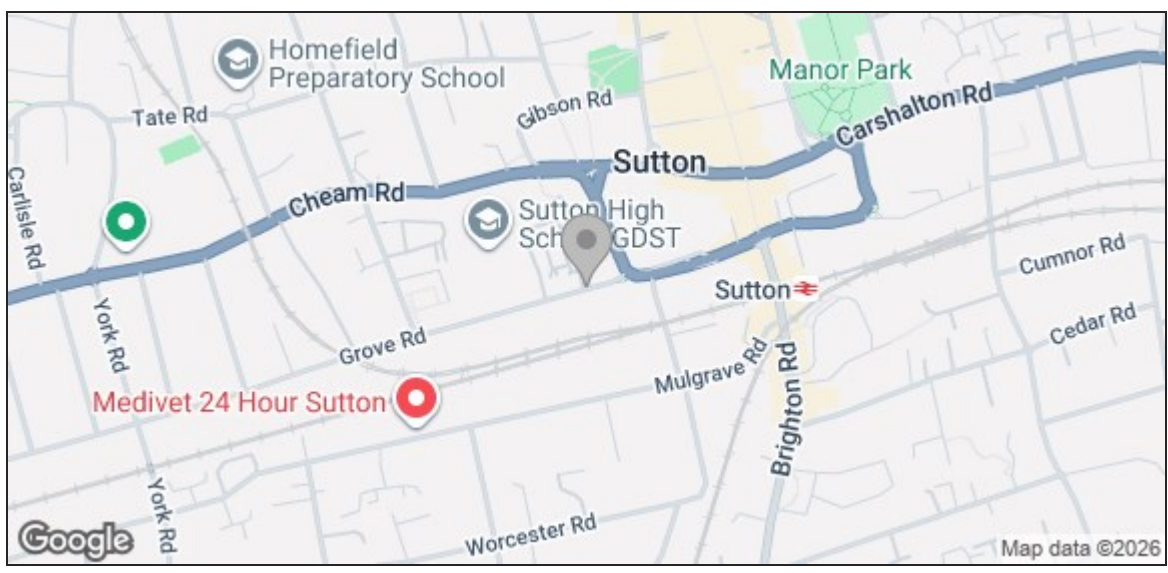 Homefield
Preparatory School
Manor Park
Tate Rd
Gibson Rd
Carshalton Rd
Sutton
Carlisle Rd
Cheam Rd
Sutton High
School GDST
Cumnor Rd
Sutton
York Rd
Grove Rd
Cedar Rd
Mulgrave Rd
Medivet 24 Hour Sutton
Brighton Rd
York Rd
Worcester Rd
Google
Map data ©2026